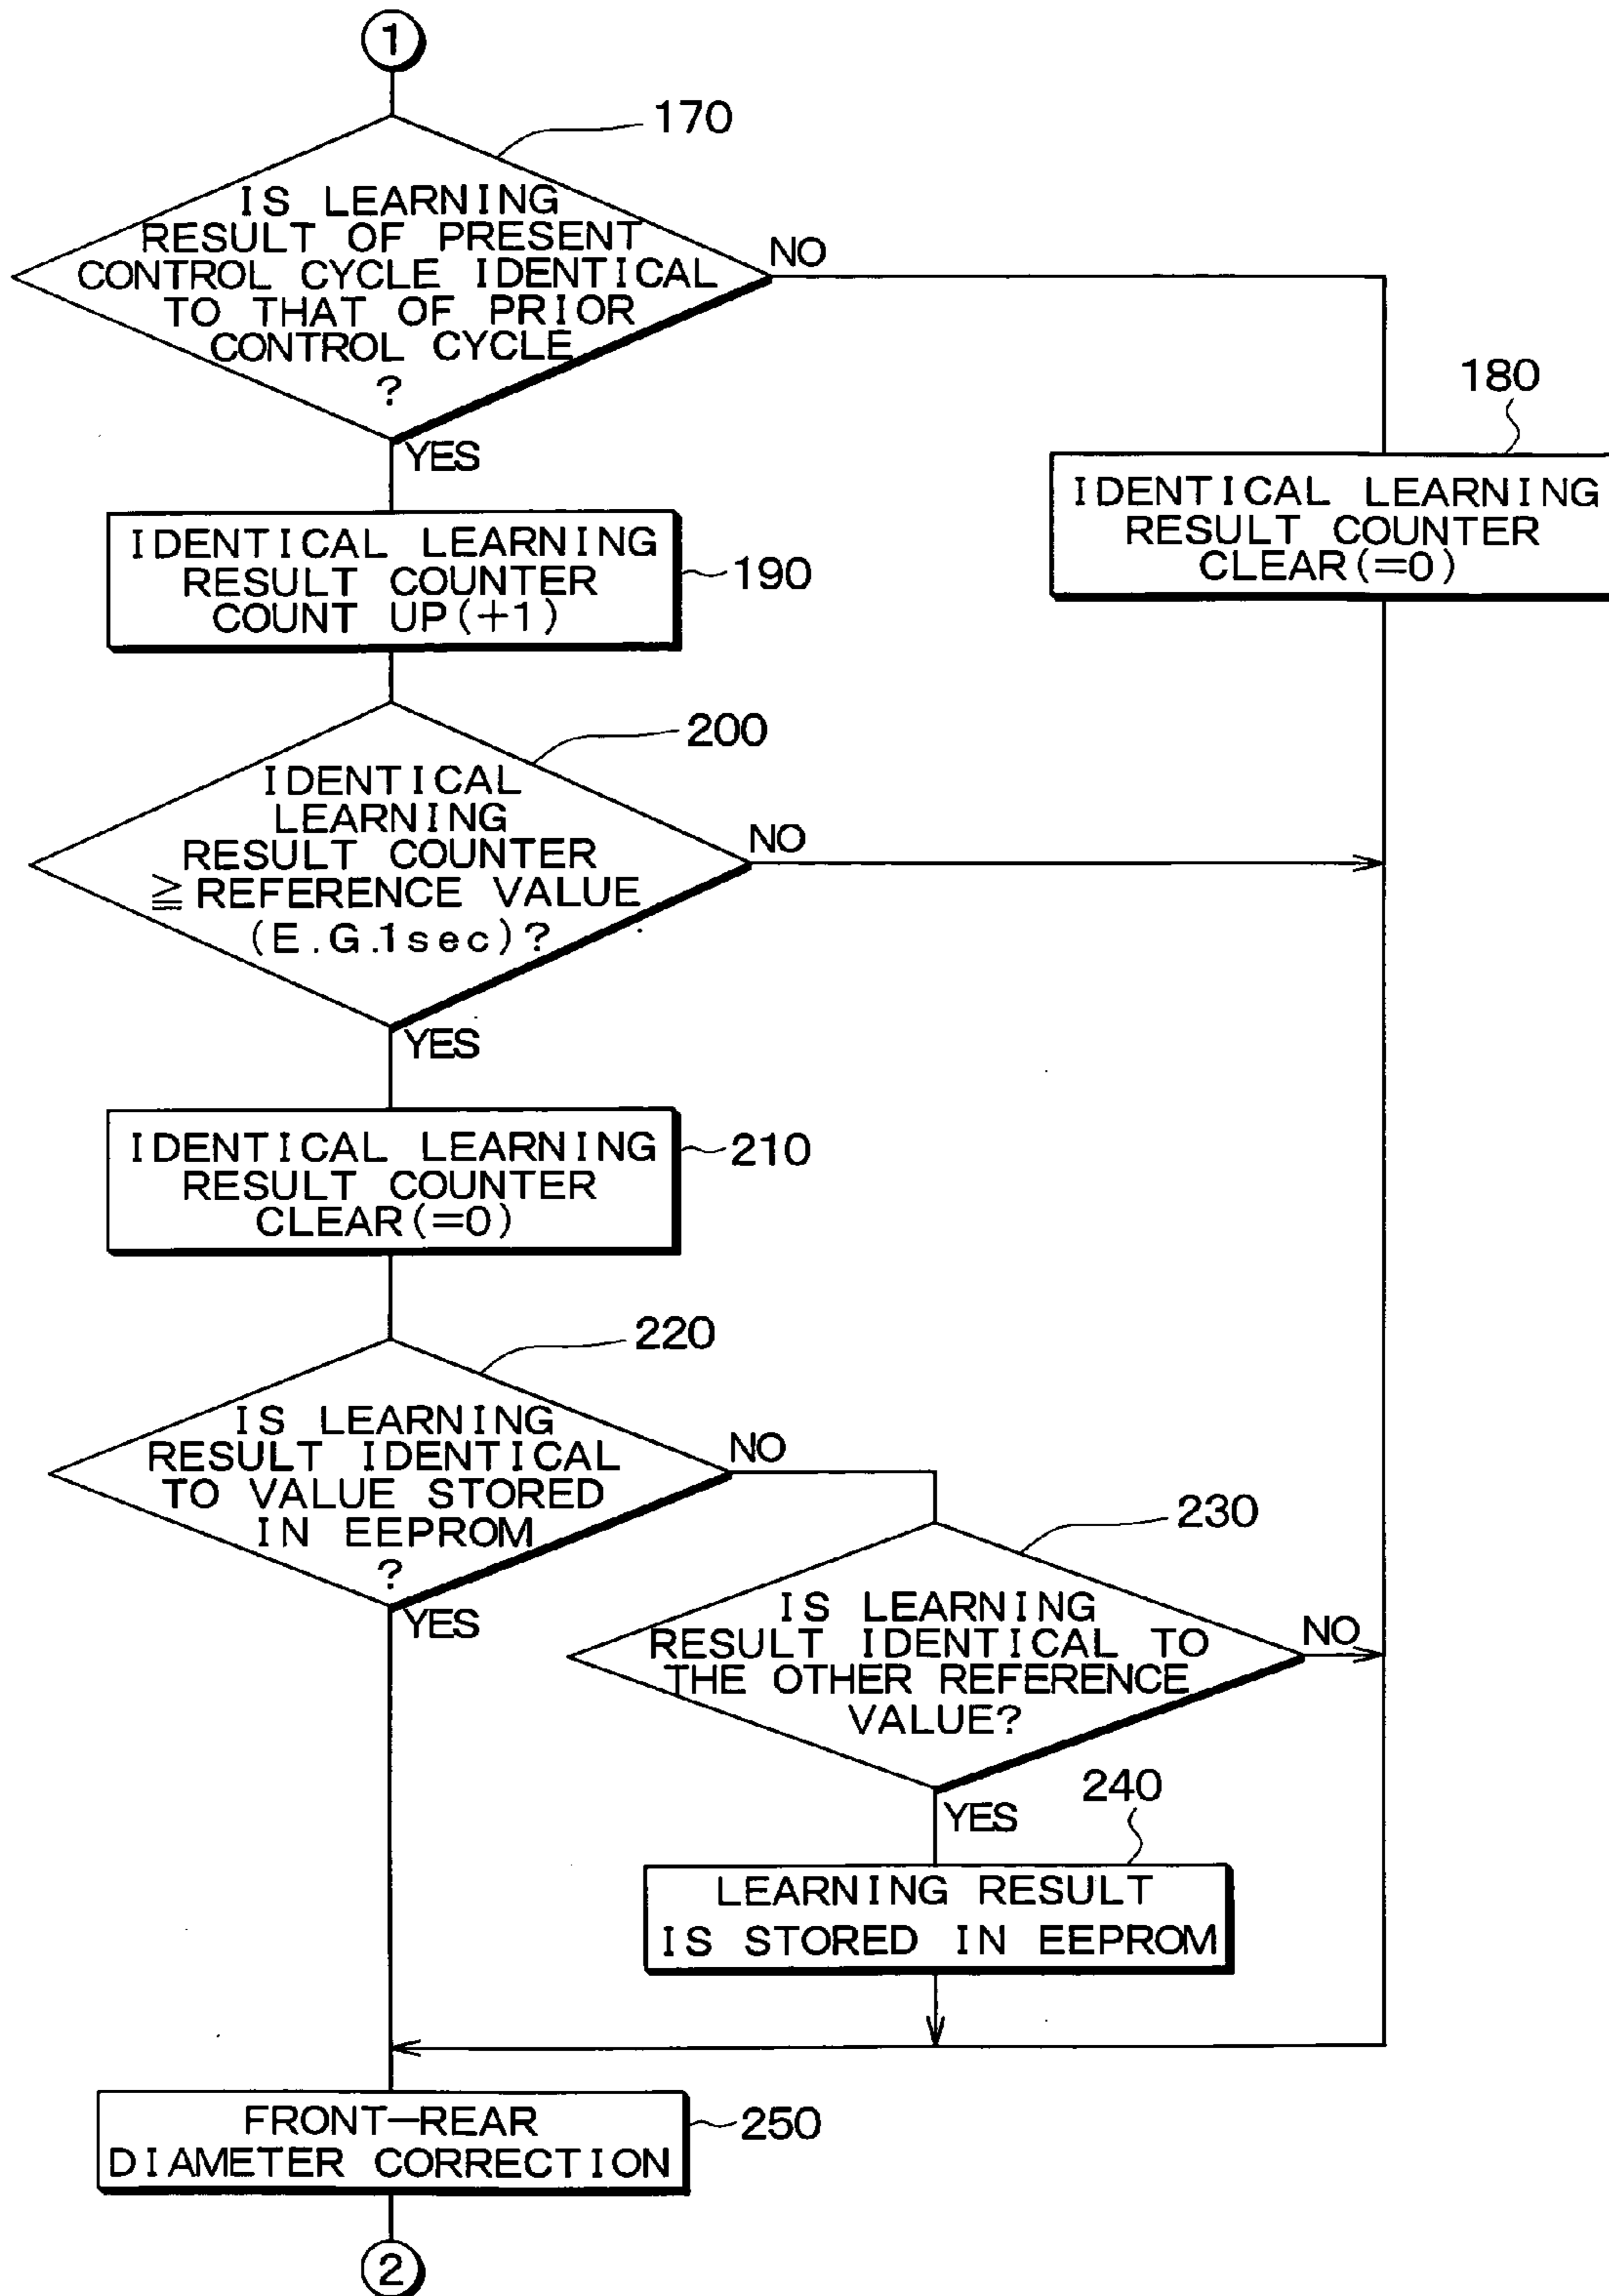 1
170
IS LEARNING
RESULT OF PRESENT
CONTROL CYCLE IDENTICAL
TO THAT OF PRIOR
CONTROL CYCLE
?
NO
YES
180
IDENTICAL LEARNING
RESULT COUNTER
CLEAR(=0)
IDENTICAL LEARNING
RESULT COUNTER
COUNT UP(+1)
190
200
IDENTICAL
LEARNING
RESULT COUNTER
≧REFERENCE VALUE
(E.G.1sec)?
NO
YES
IDENTICAL LEARNING
RESULT COUNTER
CLEAR(=0)
210
220
IS LEARNING
RESULT IDENTICAL
TO VALUE STORED
IN EEPROM
?
NO
YES
230
IS LEARNING
RESULT IDENTICAL TO
THE OTHER REFERENCE
VALUE?
NO
YES
240
LEARNING RESULT
IS STORED IN EEPROM
FRONT-REAR
DIAMETER CORRECTION
250
2